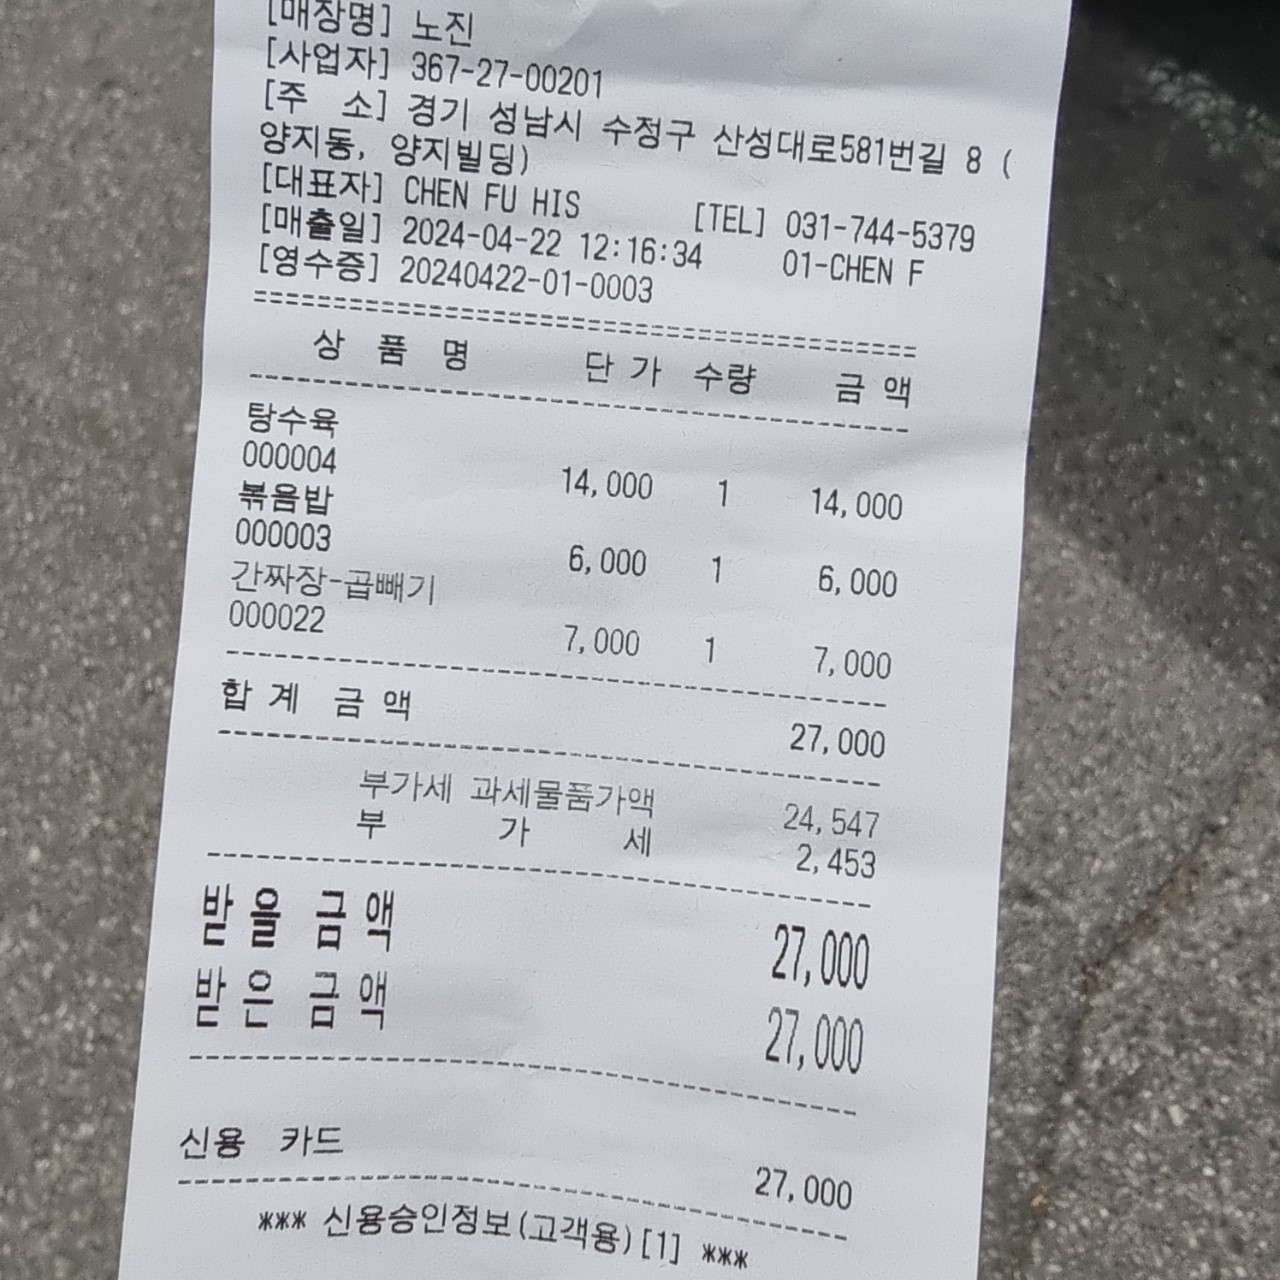 [매장명] 노진
[사업자] 367-27-00201
[주 소] 경기 성남시 수정구 산성대로581번길 8 (
양지동, 양지빌딩)
[대표자] CHEN FU HIS [TEL] 031-744-5379
[매출일] 2024-04-22 12:16:34 01-CHEN F
[영수증] 20240422-01-0003
==========================================
상 품 명 단 가 수량 금 액
------------------------------------------
탕수육
000004 14,000 1 14,000
볶음밥
000003 6,000 1 6,000
간짜장-곱빼기
000022 7,000 1 7,000
------------------------------------------
합 계 금 액 27,000
------------------------------------------
부가세 과세물품가액 24,547
부 가 세 2,453
------------------------------------------
받 을 금 액 27,000
받 은 금 액 27,000
------------------------------------------
신용 카드 27,000
------------------------------------------
*** 신용승인정보(고객용)[1] ***